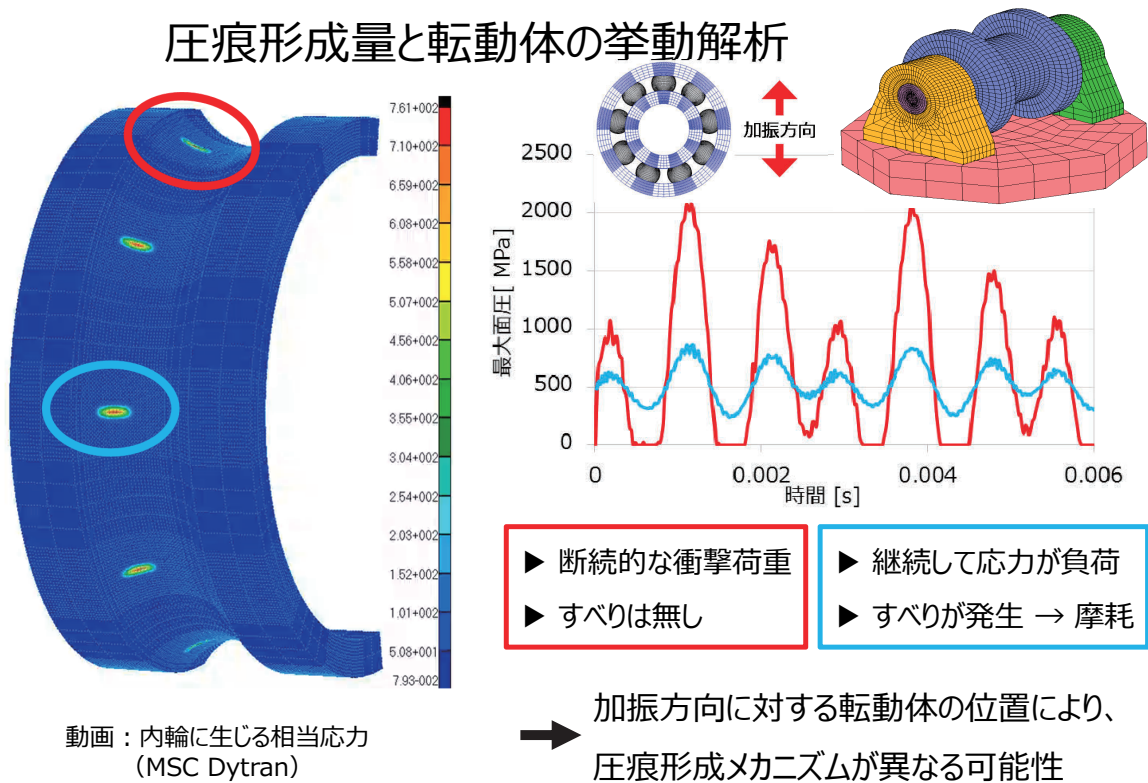 圧痕形成量と転動体の挙動解析
7.61+002
7.10+002
6.59+002
6.08+002
5.58+002
5.07+002
4.56+002
4.06+002
3.55+002
3.04+002
2.54+002
2.03+002
1.52+002
1.01+002
5.08+001
7.93-002
動画：内輪に生じる相当応力
（MSC Dytran）
加振方向
最大面圧[ MPa]
2500
2000
1500
1000
500
0
0
0.002
0.004
0.006
時間 [s]
▶ 断続的な衝撃荷重
▶ すべりは無し
▶ 継続して応力が負荷
▶ すべりが発生 → 摩耗
加振方向に対する転動体の位置により、
圧痕形成メカニズムが異なる可能性